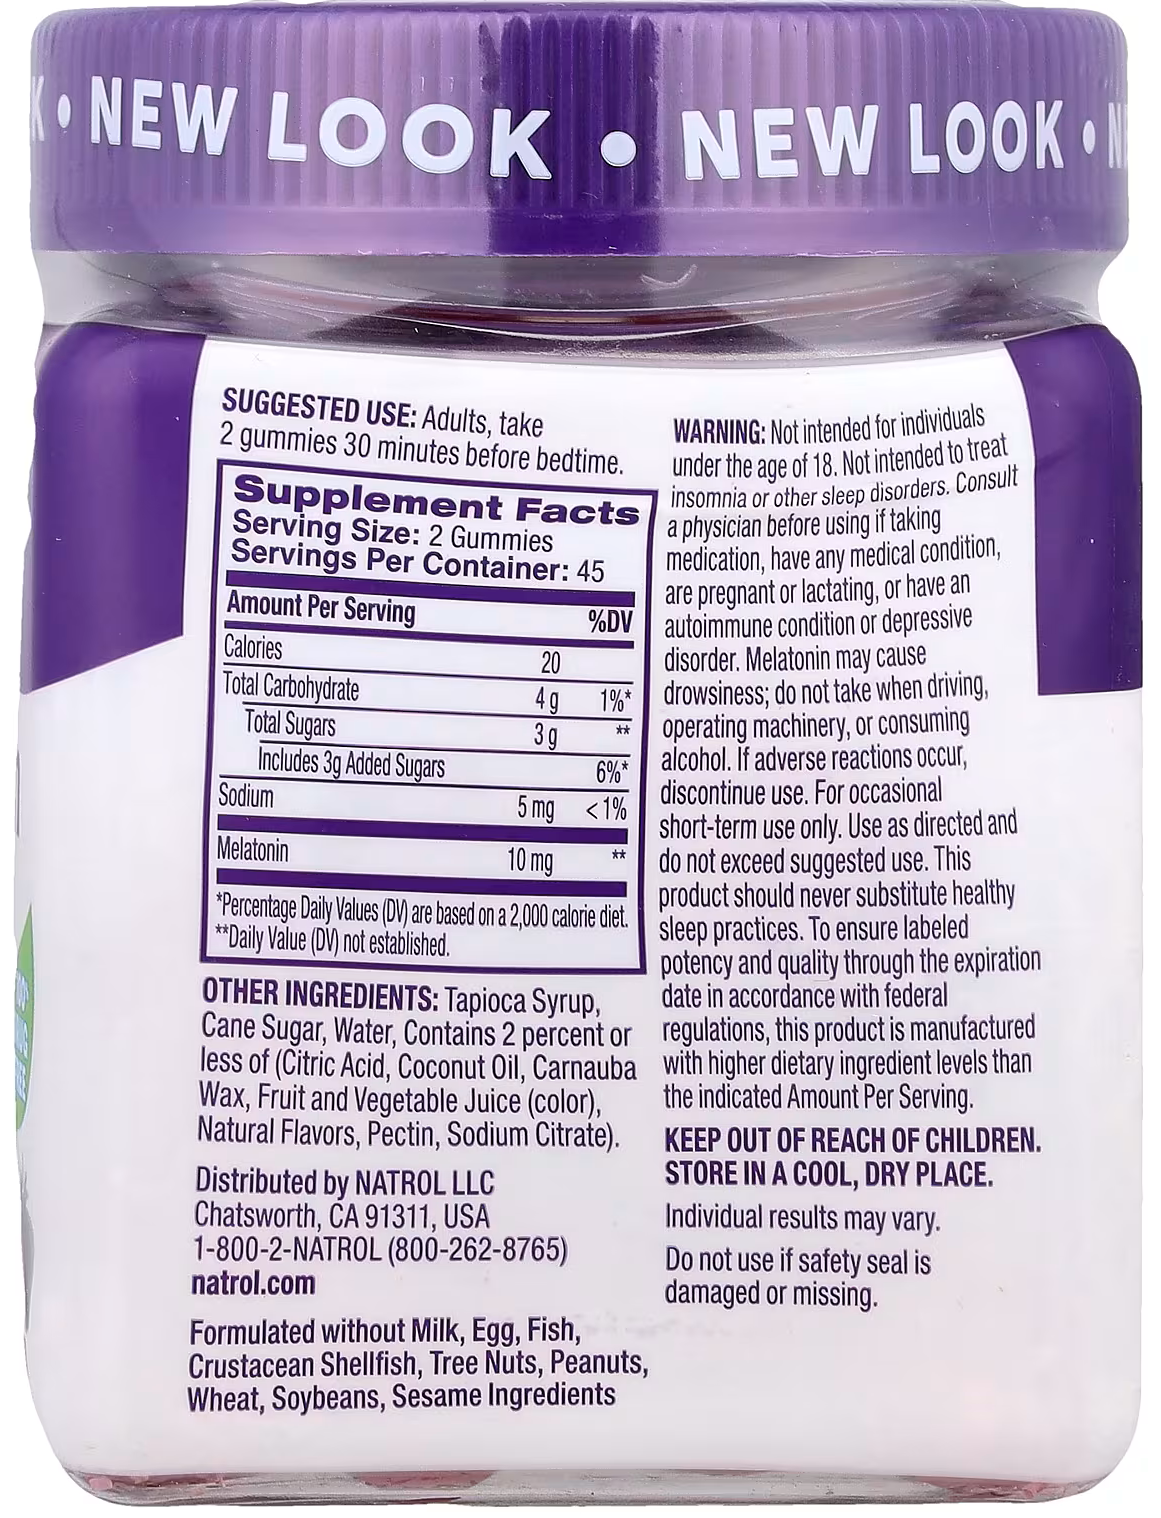 NEW LOOK • NEW LOOK •
SUGGESTED USE: Adults, take
2 gummies 30 minutes before bedtime.
Supplement Facts
Serving Size: 2 Gummies
Servings Per Container: 45
Amount Per Serving %DV
Calories 20
Total Carbohydrate 4 g 1%*
Total Sugars 3 g **
Includes 3g Added Sugars 6%*
Sodium 5 mg <1%
Melatonin 10 mg **
*Percentage Daily Values (DV) are based on a 2,000 calorie diet.
**Daily Value (DV) not established.
OTHER INGREDIENTS: Tapioca Syrup,
Cane Sugar, Water, Contains 2 percent or
less of (Citric Acid, Coconut Oil, Carnauba
Wax, Fruit and Vegetable Juice (color),
Natural Flavors, Pectin, Sodium Citrate).
Distributed by NATROL LLC
Chatsworth, CA 91311, USA
1-800-2-NATROL (800-262-8765)
natrol.com
Formulated without Milk, Egg, Fish,
Crustacean Shellfish, Tree Nuts, Peanuts,
Wheat, Soybeans, Sesame Ingredients
WARNING: Not intended for individuals
under the age of 18. Not intended to treat
insomnia or other sleep disorders. Consult
a physician before using if taking
medication, have any medical condition,
are pregnant or lactating, or have an
autoimmune condition or depressive
disorder. Melatonin may cause
drowsiness; do not take when driving,
operating machinery, or consuming
alcohol. If adverse reactions occur,
discontinue use. For occasional
short-term use only. Use as directed and
do not exceed suggested use. This
product should never substitute healthy
sleep practices. To ensure labeled
potency and quality through the expiration
date in accordance with federal
regulations, this product is manufactured
with higher dietary ingredient levels than
the indicated Amount Per Serving.
KEEP OUT OF REACH OF CHILDREN.
STORE IN A COOL, DRY PLACE.
Individual results may vary.
Do not use if safety seal is
damaged or missing.